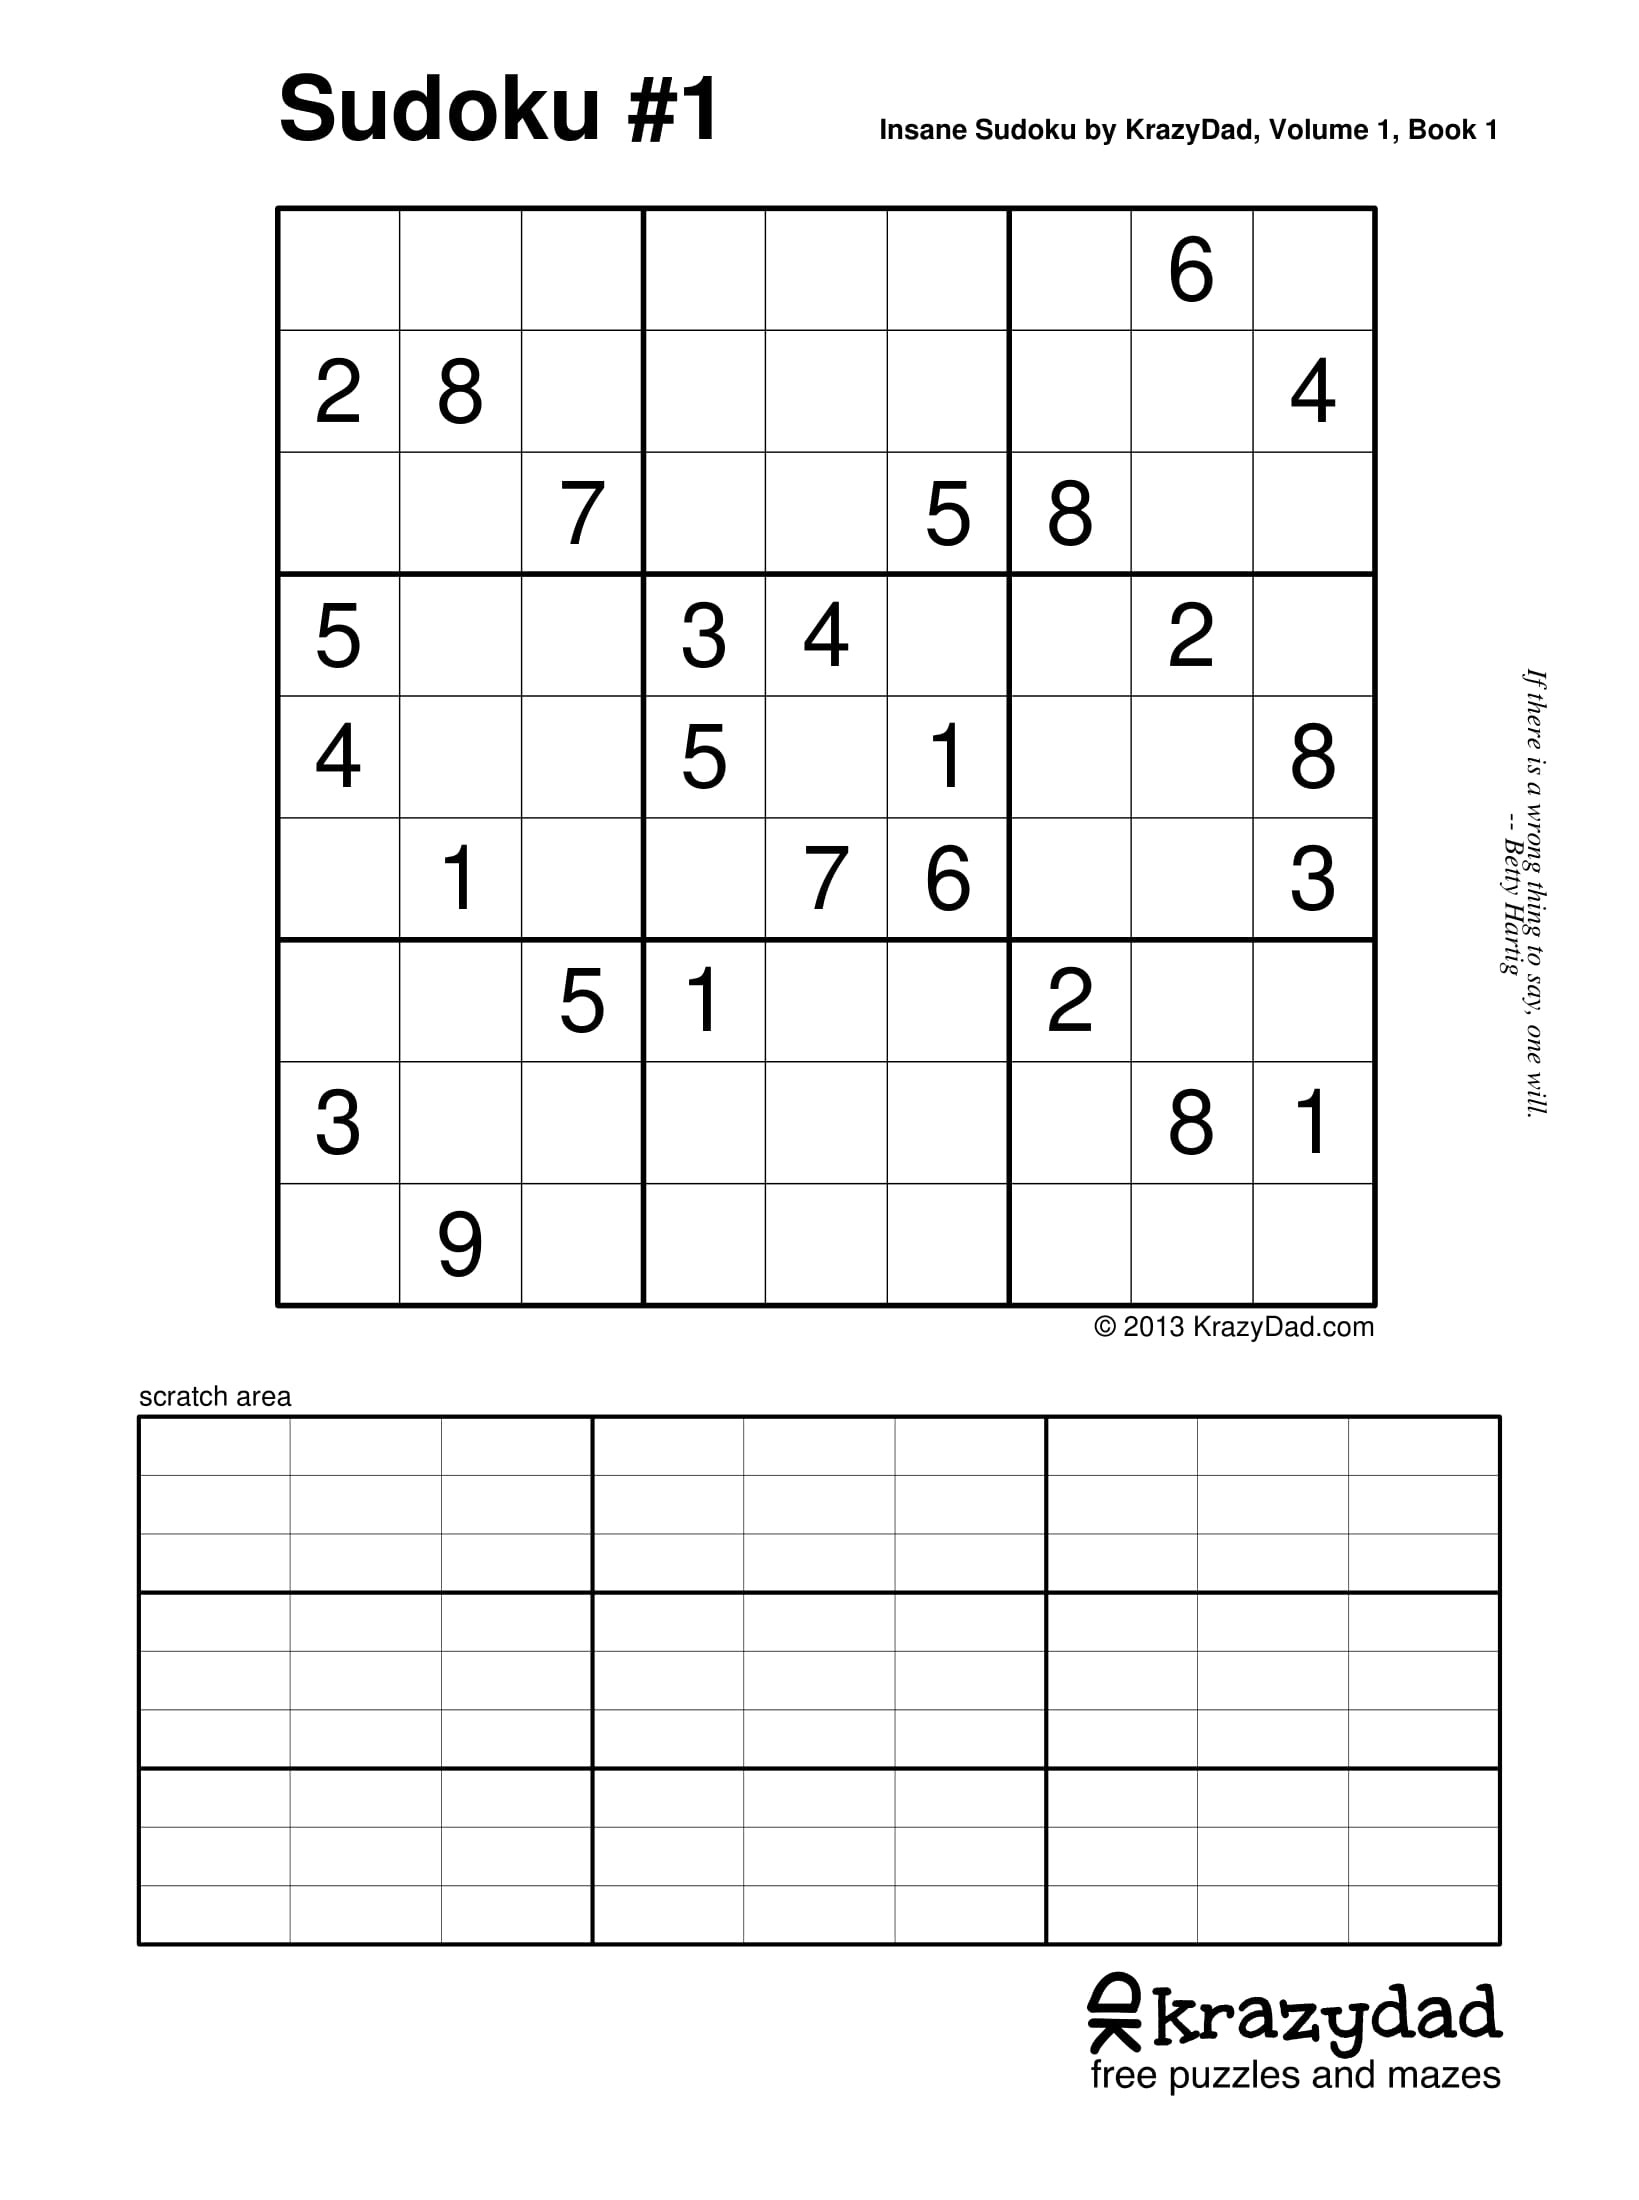 Sudoku #1
Insane Sudoku by KrazyDad, Volume 1, Book 1
6
2 8 4
7 5 8
5 3 4 2
4 5 1 8
1 7 6 3
5 1 2
3 8 1
9
If there is a wrong thing to say, one will.
-- Betty Hartig
© 2013 KrazyDad.com
scratch area
KD krazydad
free puzzles and mazes